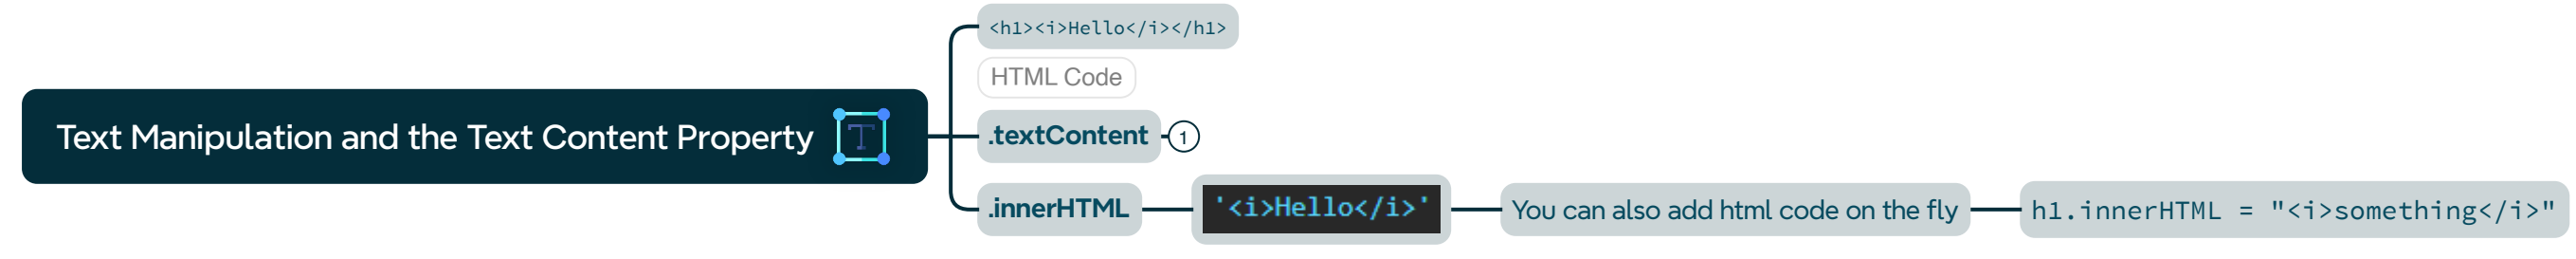 <h1><i>Hello</i></h1>
HTML Code
Text Manipulation and the Text Content Property
T
.textContent
1
.innerHTML
'<i>Hello</i>'
You can also add html code on the fly
h1.innerHTML = "<i>something</i>"